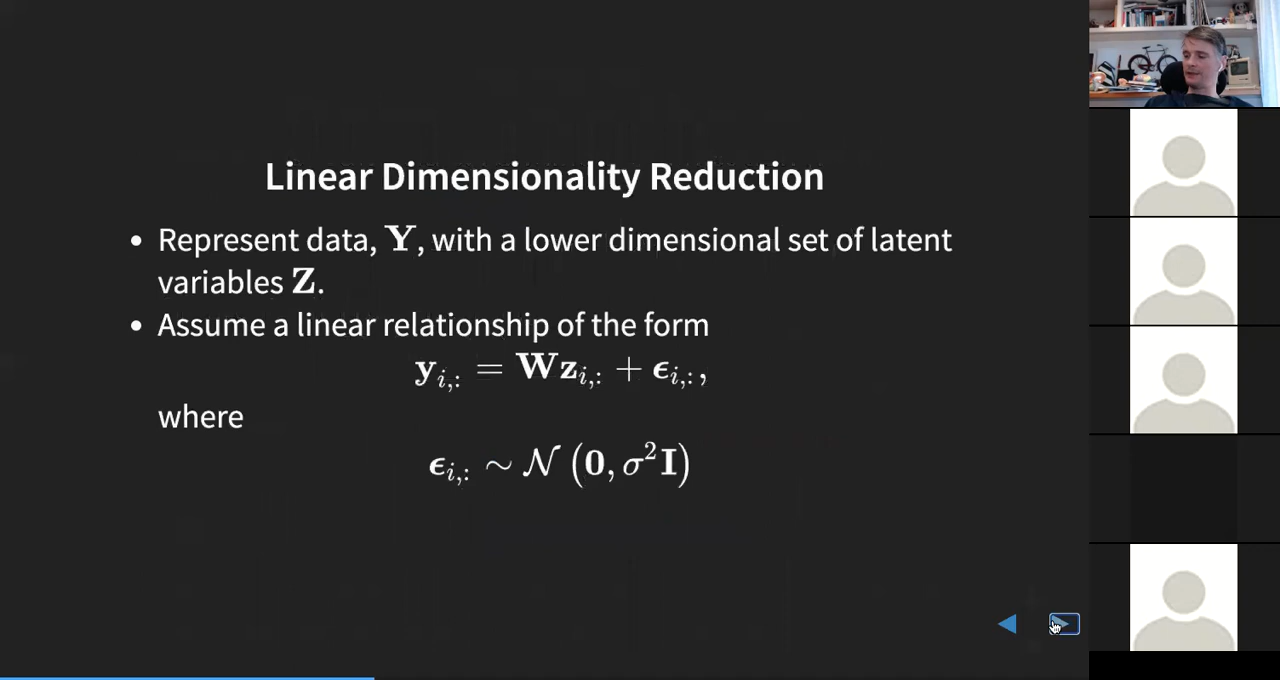 Linear Dimensionality Reduction
• Represent data, Y, with a lower dimensional set of latent
variables Z.
• Assume a linear relationship of the form
y_{i,:} = Wz_{i,:} + ϵ_{i,:},
where
ϵ_{i,:} ∼ 𝒩 (0, σ²I)